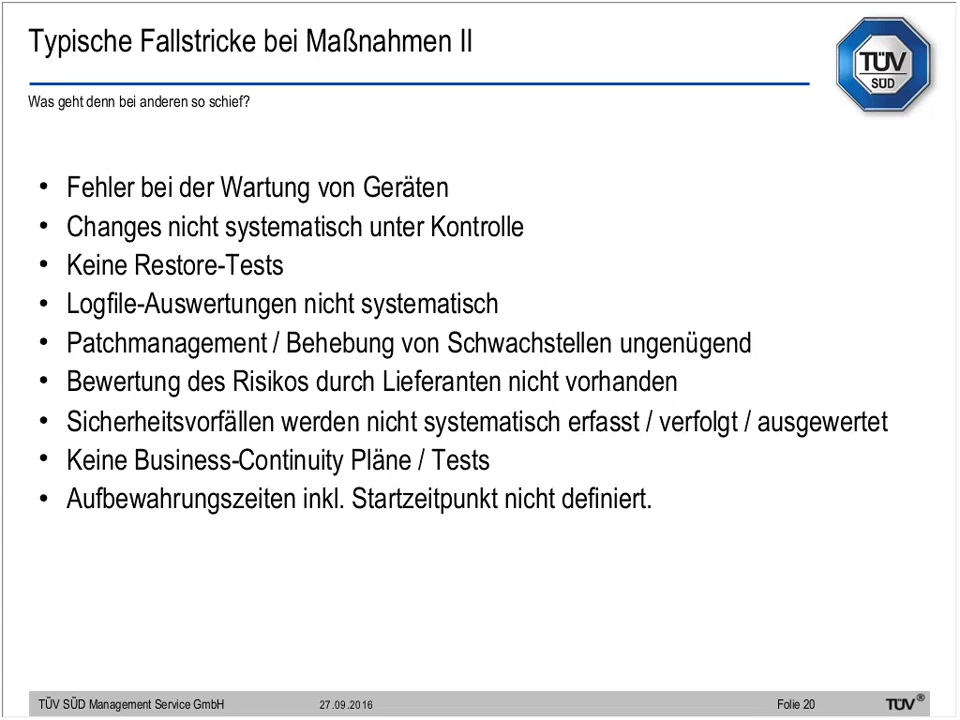 Typische Fallstricke bei Maßnahmen II
TÜV
SÜD
Was geht denn bei anderen so schief?
• Fehler bei der Wartung von Geräten
• Changes nicht systematisch unter Kontrolle
• Keine Restore-Tests
• Logfile-Auswertungen nicht systematisch
• Patchmanagement / Behebung von Schwachstellen ungenügend
• Bewertung des Risikos durch Lieferanten nicht vorhanden
• Sicherheitsvorfällen werden nicht systematisch erfasst / verfolgt / ausgewertet
• Keine Business-Continuity Pläne / Tests
• Aufbewahrungszeiten inkl. Startzeitpunkt nicht definiert.
TÜV SÜD Management Service GmbH 27.09.2016 Folie 20 TÜV®